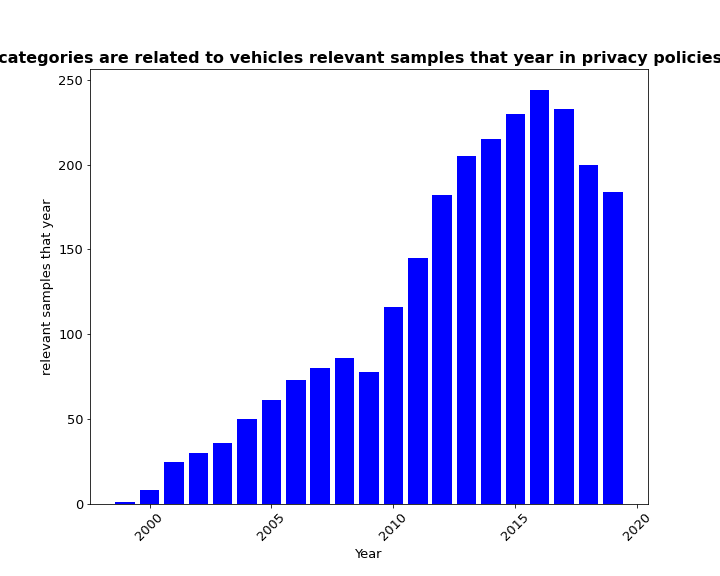 categories are related to vehicles relevant samples that year in privacy policies
250
200
150
100
50
0
relevant samples that year
2000 2005 2010 2015 2020
Year